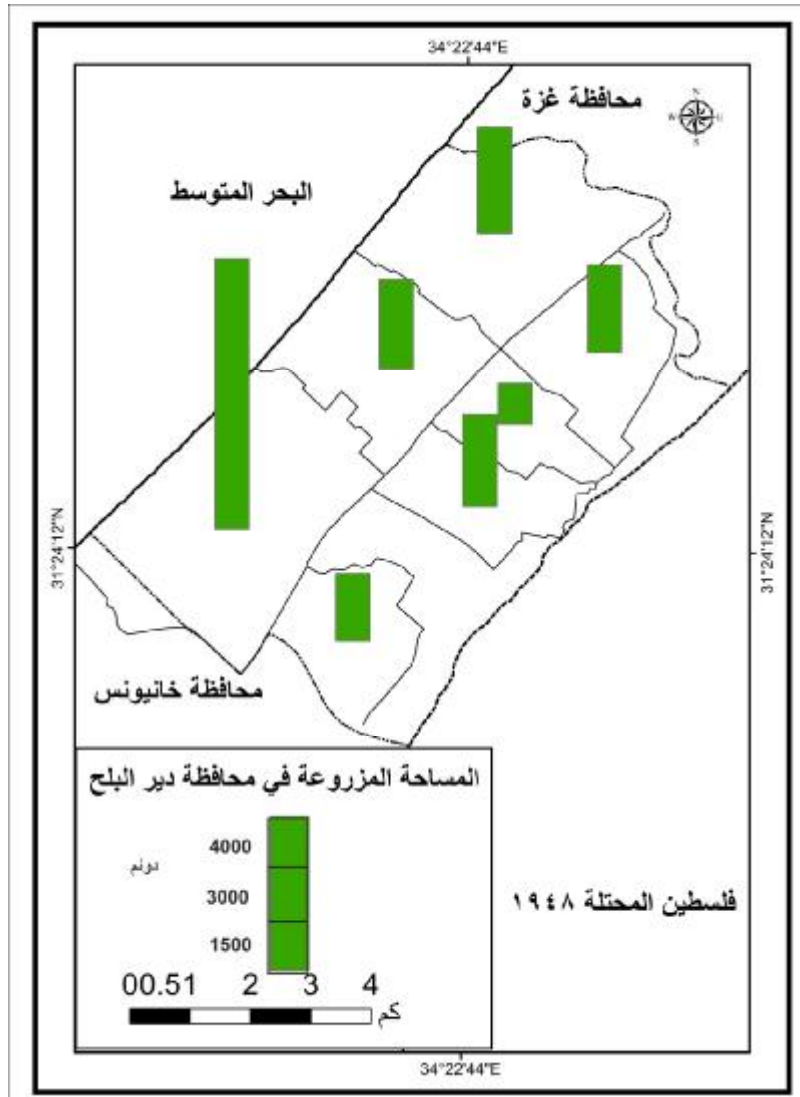 34°22'44"E
محافظة غزة
N
W
S
البحر المتوسط
31°24'12"N
31°24'12"N
محافظة خانيونس
المساحة المزروعة في محافظة دير البلح
4000
دونم
3000
1500
فلسطين المحتلة ١٩٤٨
00.51 2 3 4
كم
34°22'44"E